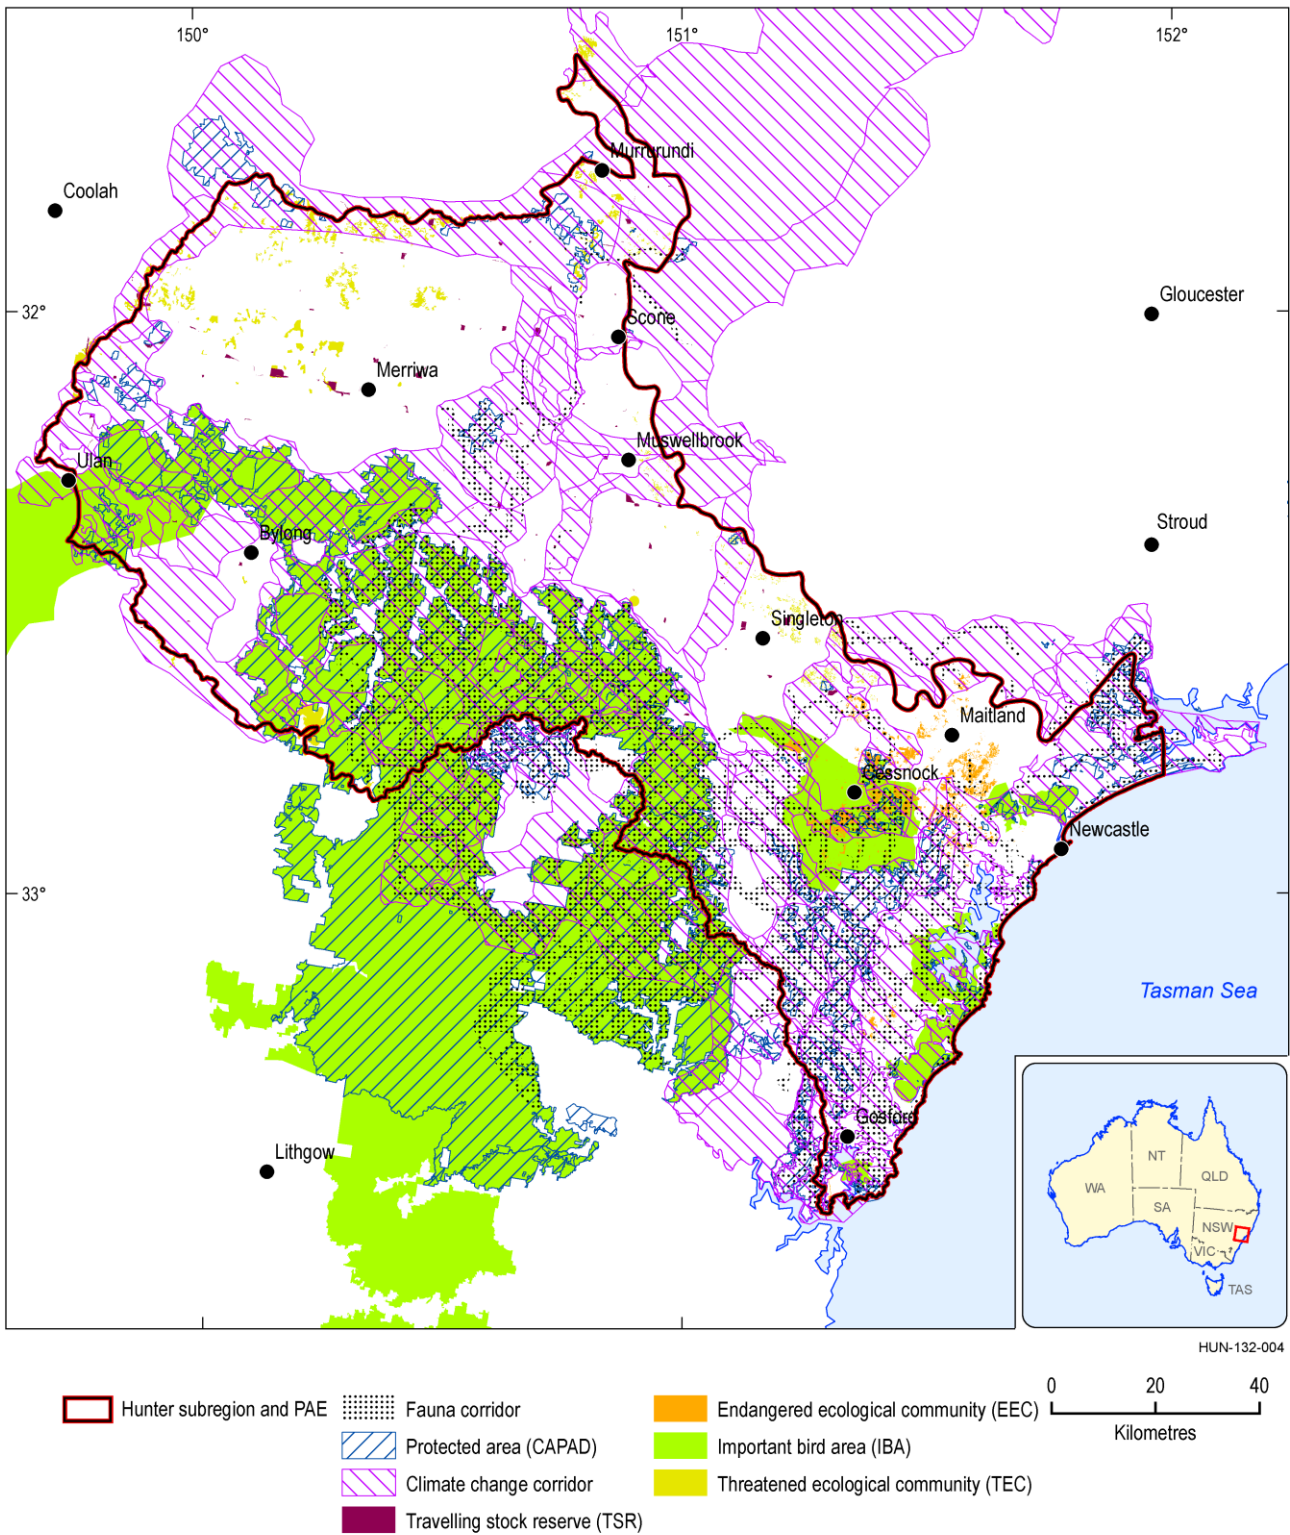 150°
151°
152°
Murrurundi
Coolah
32°
Gloucester
Scone
Merriwa
Muswellbrook
Ulan
Bylong
Stroud
Singleton
Maitland
Cessnock
Newcastle
33°
Tasman Sea
Gosford
Lithgow
NT
QLD
WA
SA
NSW
VIC
TAS
HUN-132-004
0 20 40
Kilometres
Hunter subregion and PAE
Fauna corridor
Protected area (CAPAD)
Climate change corridor
Travelling stock reserve (TSR)
Endangered ecological community (EEC)
Important bird area (IBA)
Threatened ecological community (TEC)